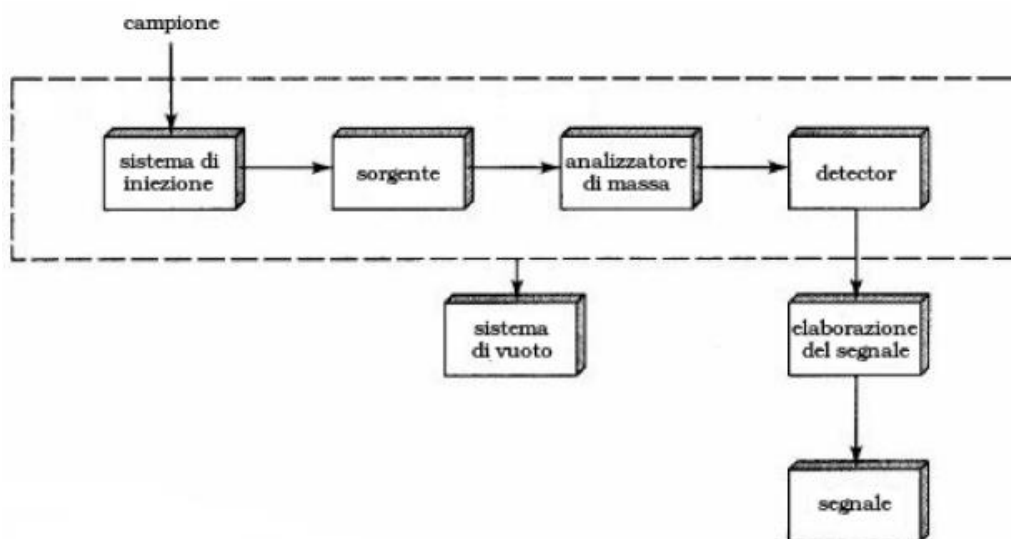 campione
sistema di
iniezione
sorgente
analizzatore
di massa
detector
sistema
di vuoto
elaborazione
del segnale
segnale